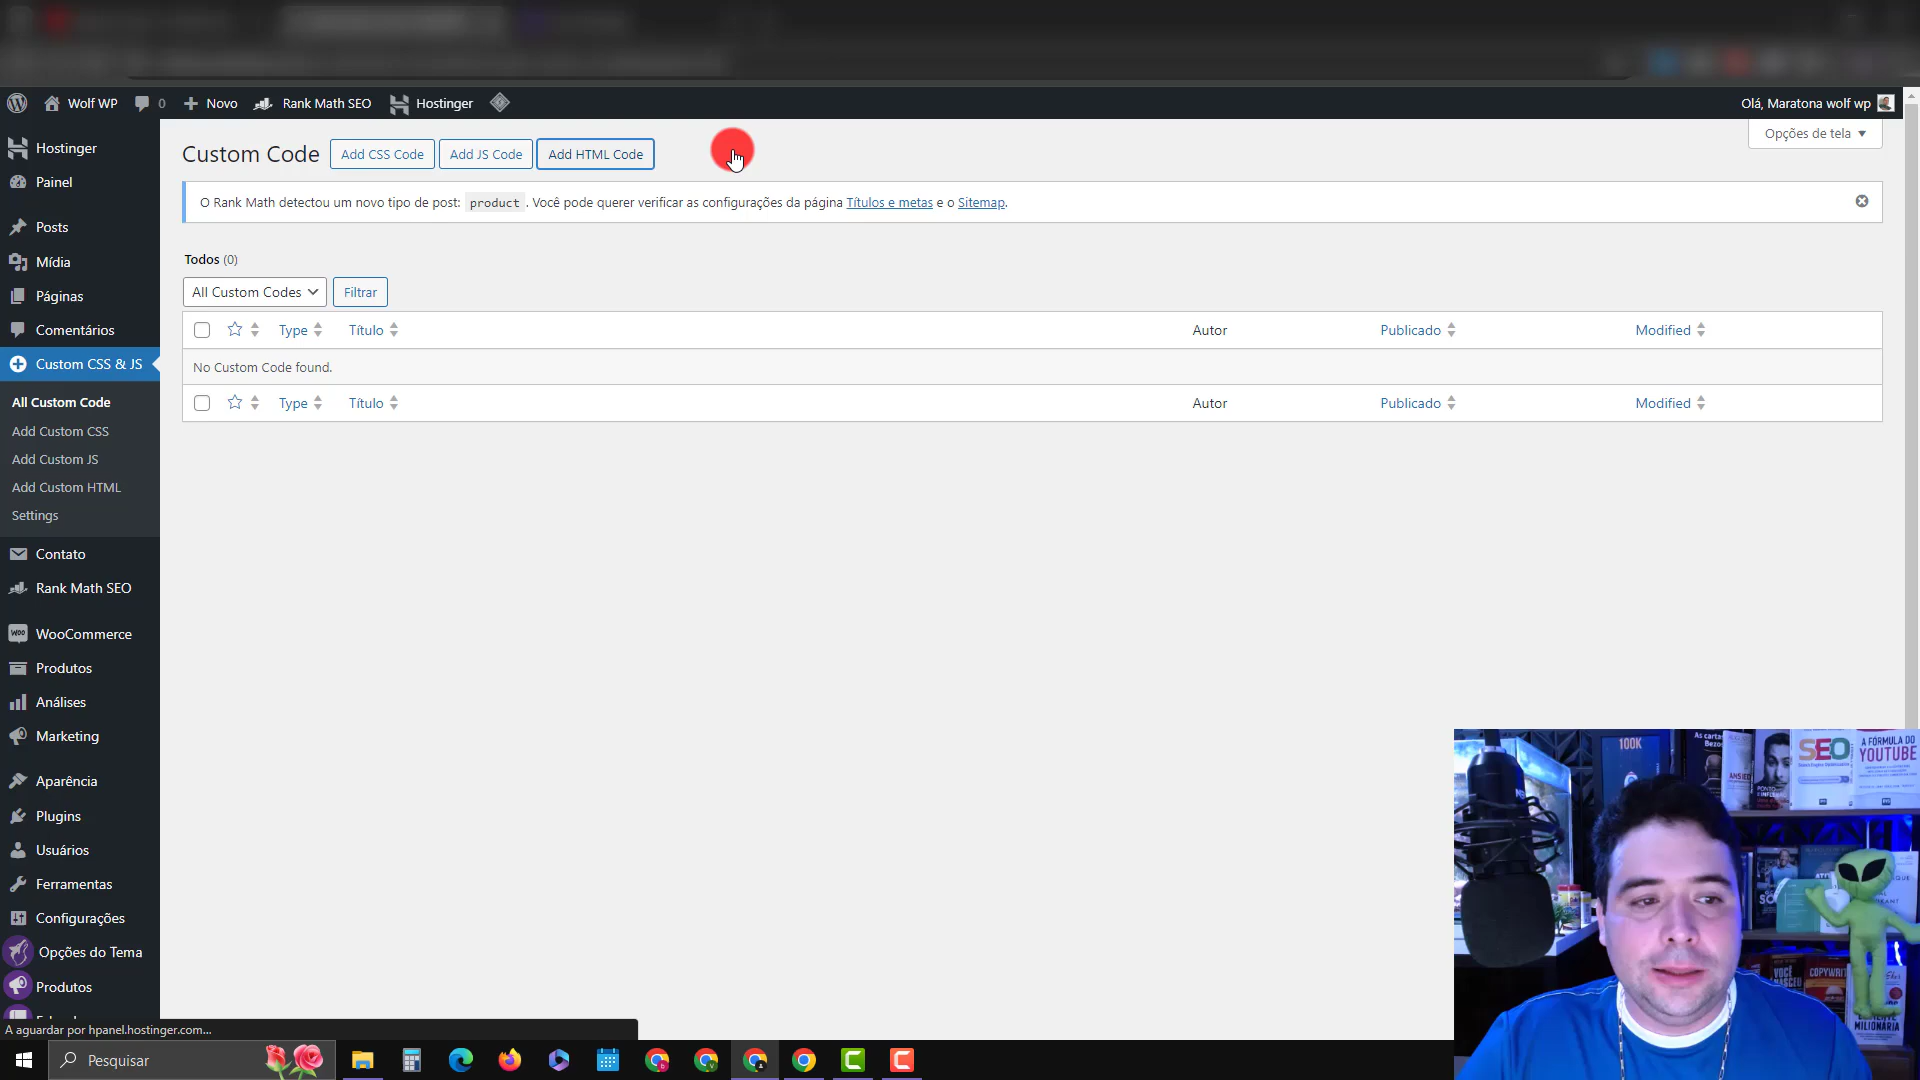 Wolf WP
0
Novo
Rank Math SEO
Hostinger
Olá, Maratona wolf wp
Opções de tela
Hostinger
Painel
Posts
Mídia
Páginas
Comentários
Custom CSS & JS
All Custom Code
Add Custom CSS
Add Custom JS
Add Custom HTML
Settings
Contato
Rank Math SEO
WooCommerce
Produtos
Análises
Marketing
Aparência
Plugins
Usuários
Ferramentas
Configurações
Opções do Tema
Produtos
Custom Code
Add CSS Code
Add JS Code
Add HTML Code
O Rank Math detectou um novo tipo de post: product . Você pode querer verificar as configurações da página Títulos e metas e o Sitemap.
Todos (0)
All Custom Codes
Filtrar
Type Título Autor Publicado Modified
No Custom Code found.
Type Título Autor Publicado Modified
100K
SEO
A FÓRMULA DO
YOUTUBE
MILIONÁRIA
A aguardar por hpanel.hostinger.com...
Pesquisar